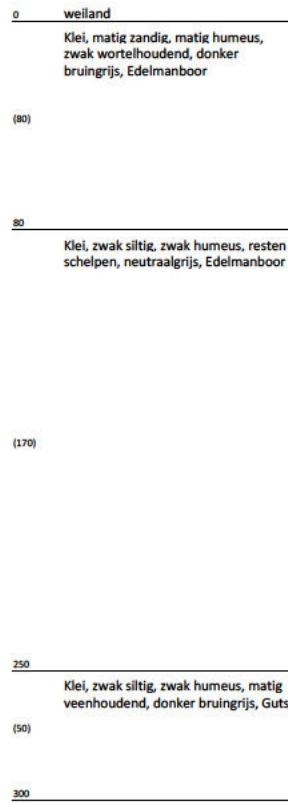 0 weiland
Klei, matig zandig, matig humeus,
zwak wortelhoudend, donker
bruingrijs, Edelmanboor
(80)
80
Klei, zwak siltig, zwak humeus, resten
schelpen, neutraalgrijs, Edelmanboor
(170)
250
Klei, zwak siltig, zwak humeus, matig
veenhoudend, donker bruingrijs, Guts
(50)
300